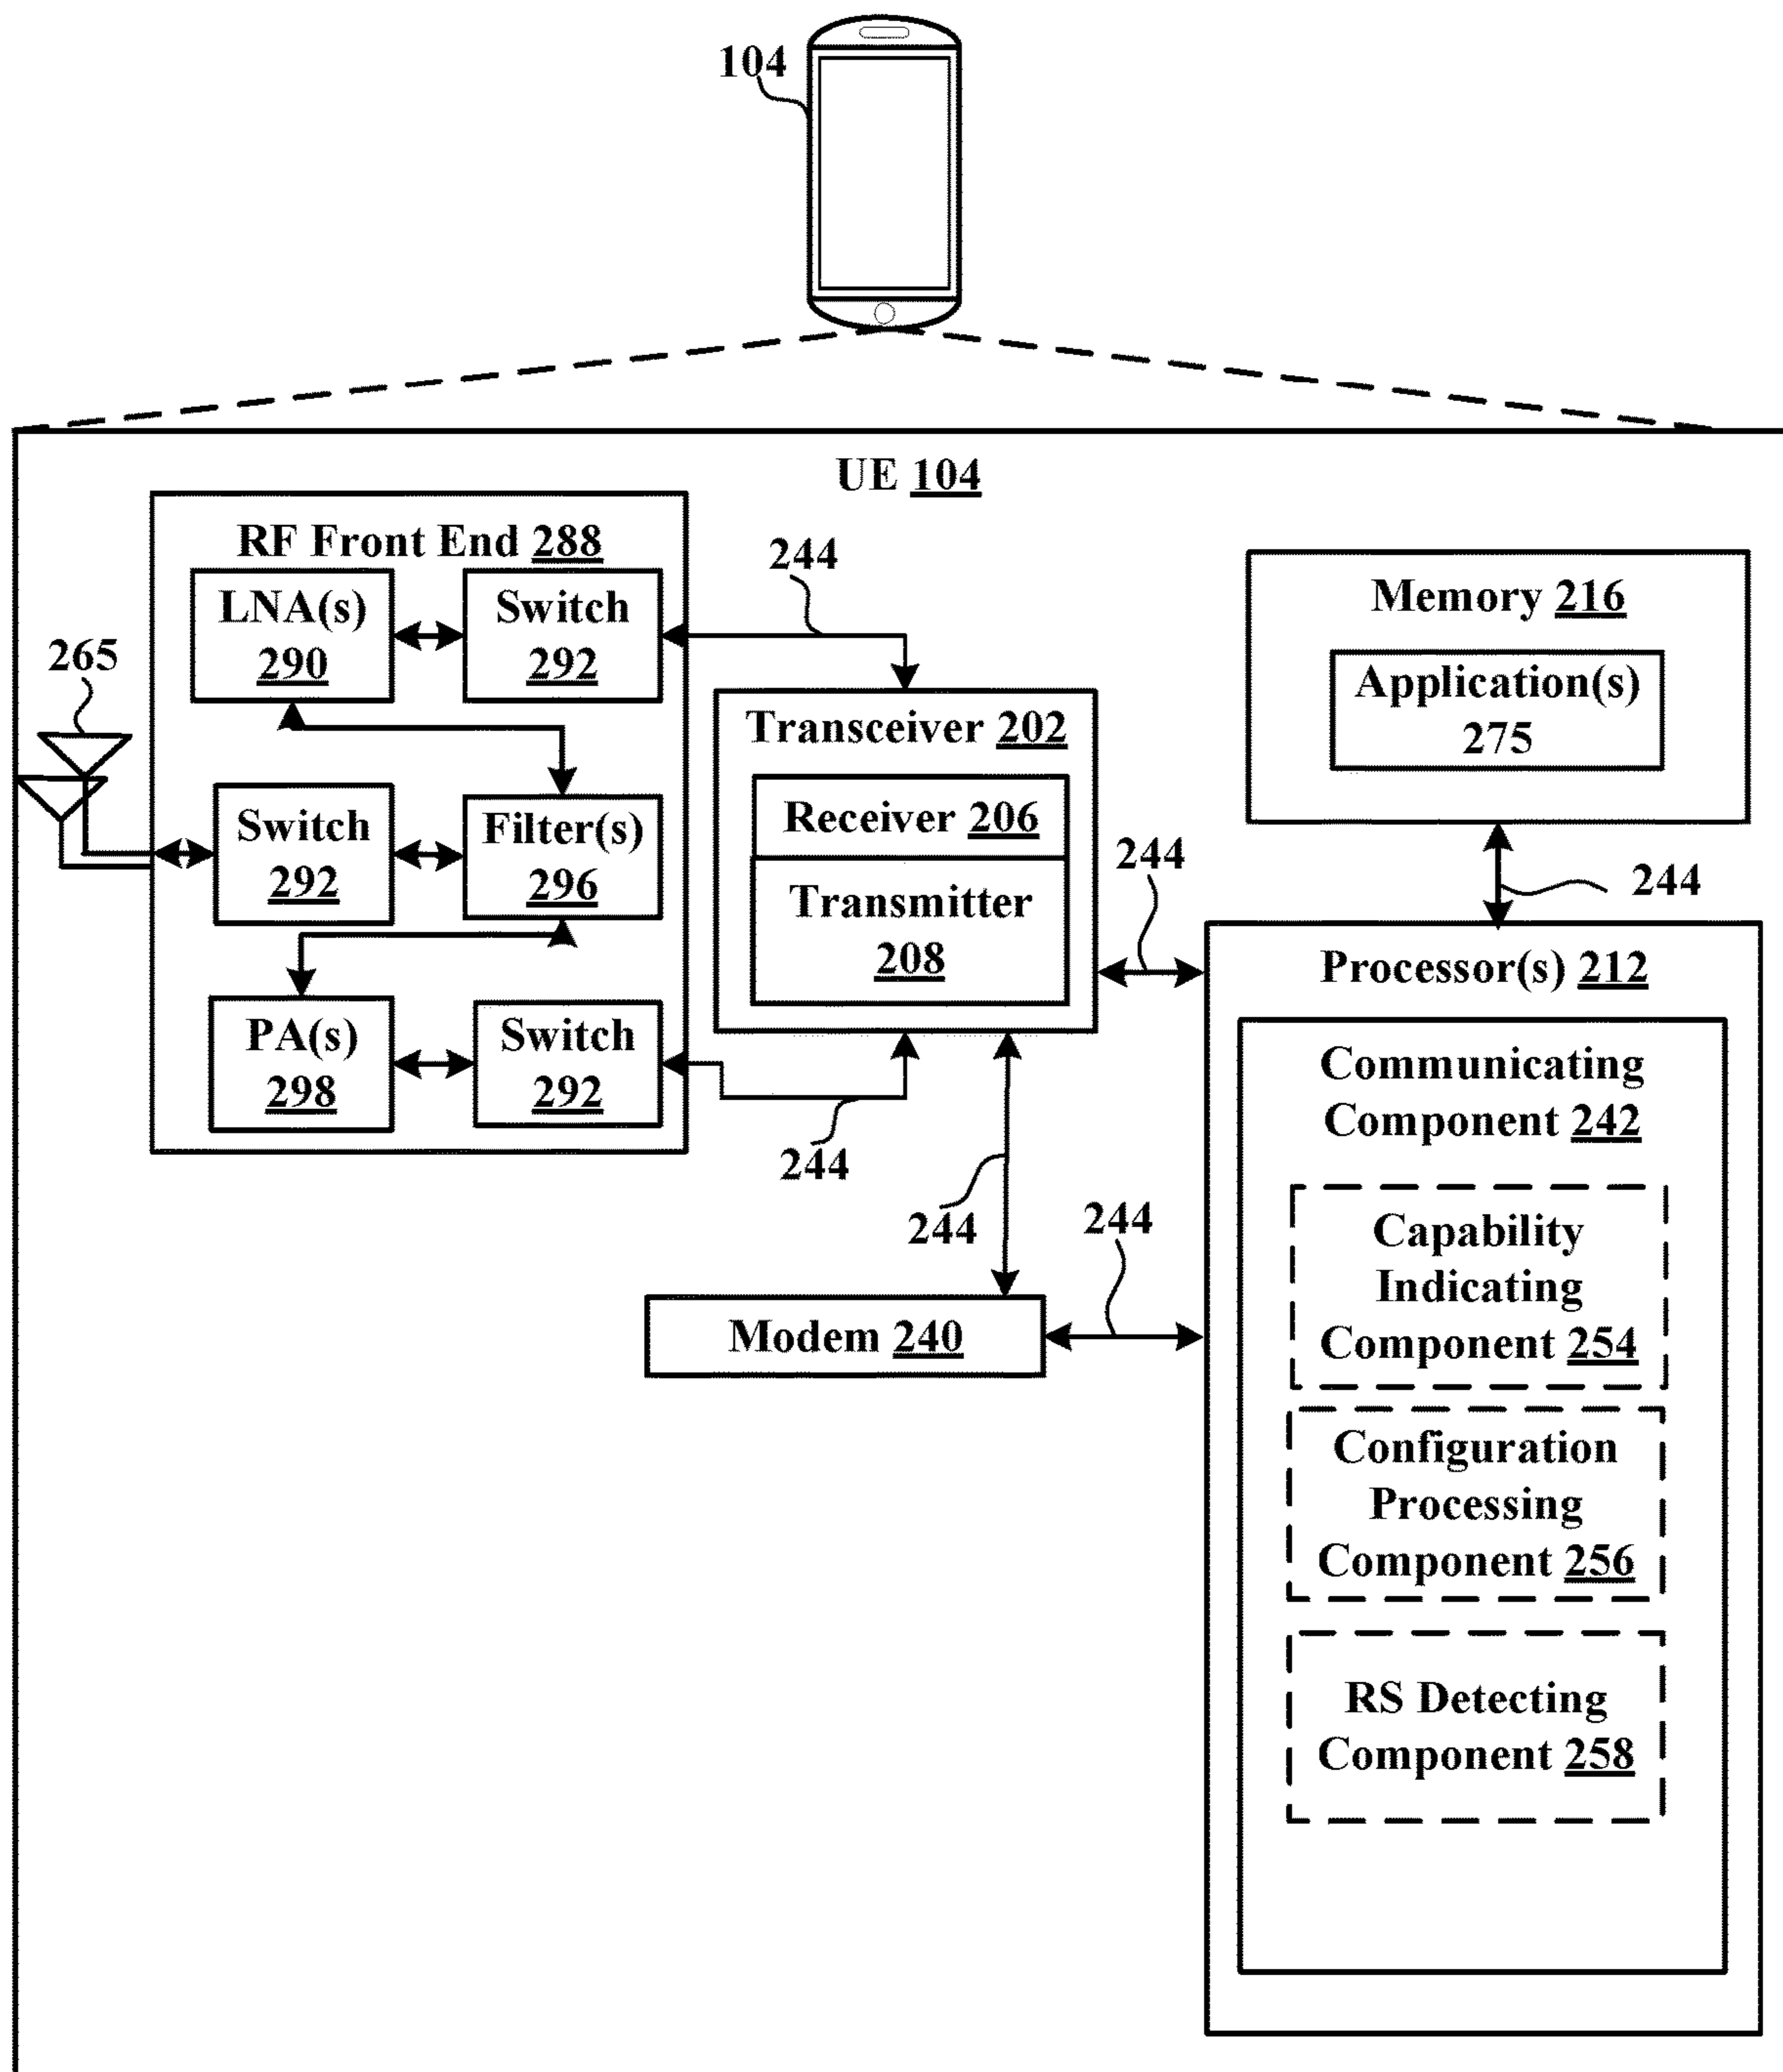 104
UE 104
RF Front End 288
LNA(s)
290
Switch
292
265
Switch
292
Filter(s)
296
PA(s)
298
Switch
292
244
Transceiver 202
Receiver 206
Transmitter
208
244
244
244
Modem 240
244
Memory 216
Application(s)
275
244
Processor(s) 212
Communicating
Component 242
Capability
Indicating
Component 254
Configuration
Processing
Component 256
RS Detecting
Component 258